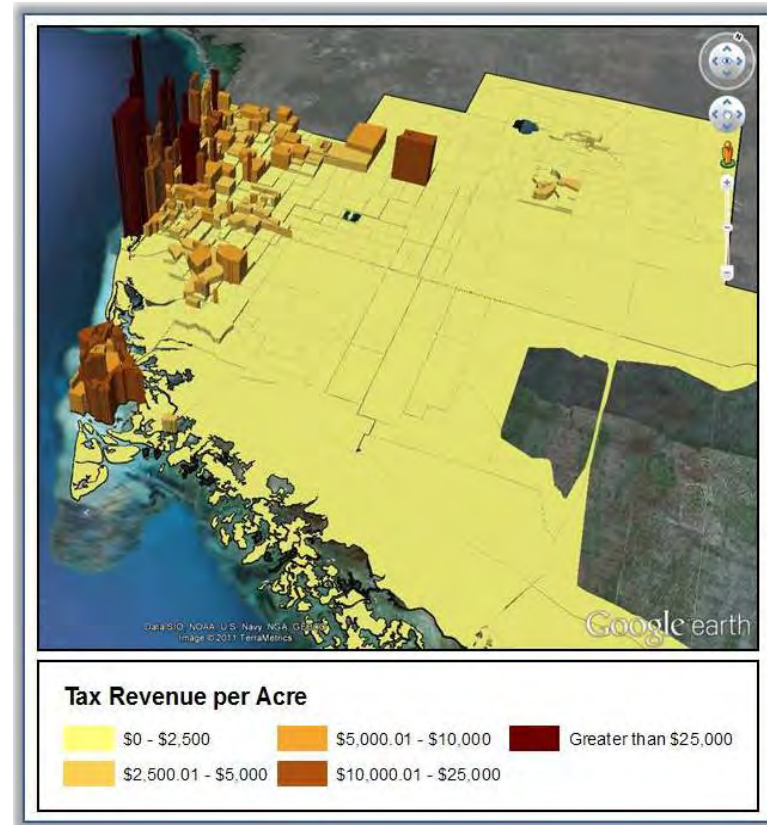 N
Data SIO, NOAA, U.S. Navy, NGA, GEBCO
Image © 2011 TerraMetrics
Google earth
Tax Revenue per Acre
$0 - $2,500
$5,000.01 - $10,000
Greater than $25,000
$2,500.01 - $5,000
$10,000.01 - $25,000